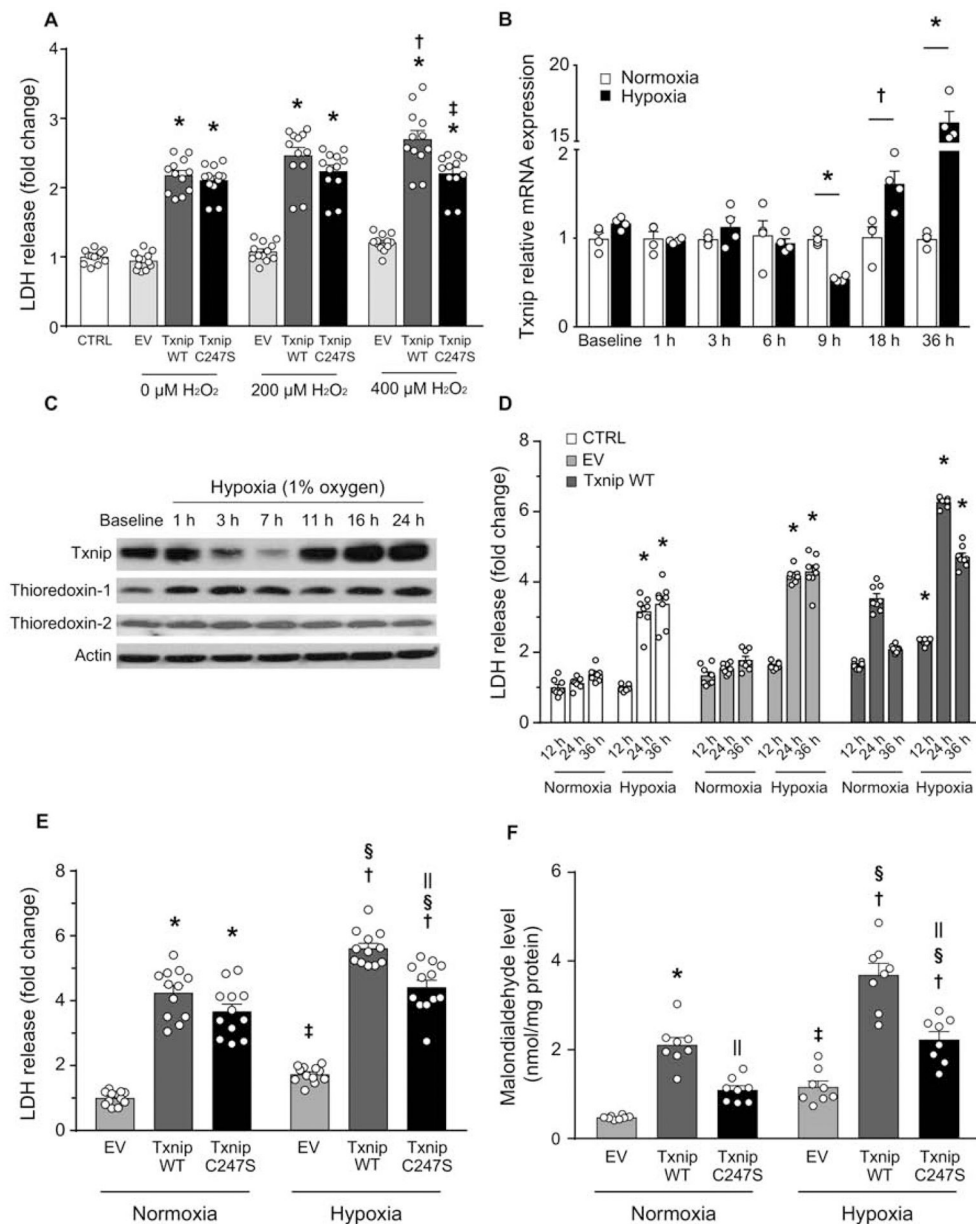 A
LDH release (fold change)
4
3
2
1
0
† * * * * * ‡ *
CTRL EV Txnip WT Txnip C247S EV Txnip WT Txnip C247S EV Txnip WT Txnip C247S
0 µM H2O2 200 µM H2O2 400 µM H2O2
B
Txnip relative mRNA expression
20
15
2
1
0
Normoxia
Hypoxia
* † *
Baseline 1 h 3 h 6 h 9 h 18 h 36 h
C
Hypoxia (1% oxygen)
Baseline 1 h 3 h 7 h 11 h 16 h 24 h
Txnip
Thioredoxin-1
Thioredoxin-2
Actin
D
LDH release (fold change)
8
6
4
2
0
CTRL
EV
Txnip WT
* * * * * * *
12 h 24 h 36 h 12 h 24 h 36 h 12 h 24 h 36 h 12 h 24 h 36 h 12 h 24 h 36 h 12 h 24 h 36 h
Normoxia Hypoxia Normoxia Hypoxia Normoxia Hypoxia
E
LDH release (fold change)
8
6
4
2
0
* * ‡ § † || § †
EV Txnip WT Txnip C247S EV Txnip WT Txnip C247S
Normoxia Hypoxia
F
Malondialdehyde level
(nmol/mg protein)
6
4
2
0
* || ‡ § † || § †
EV Txnip WT Txnip C247S EV Txnip WT Txnip C247S
Normoxia Hypoxia